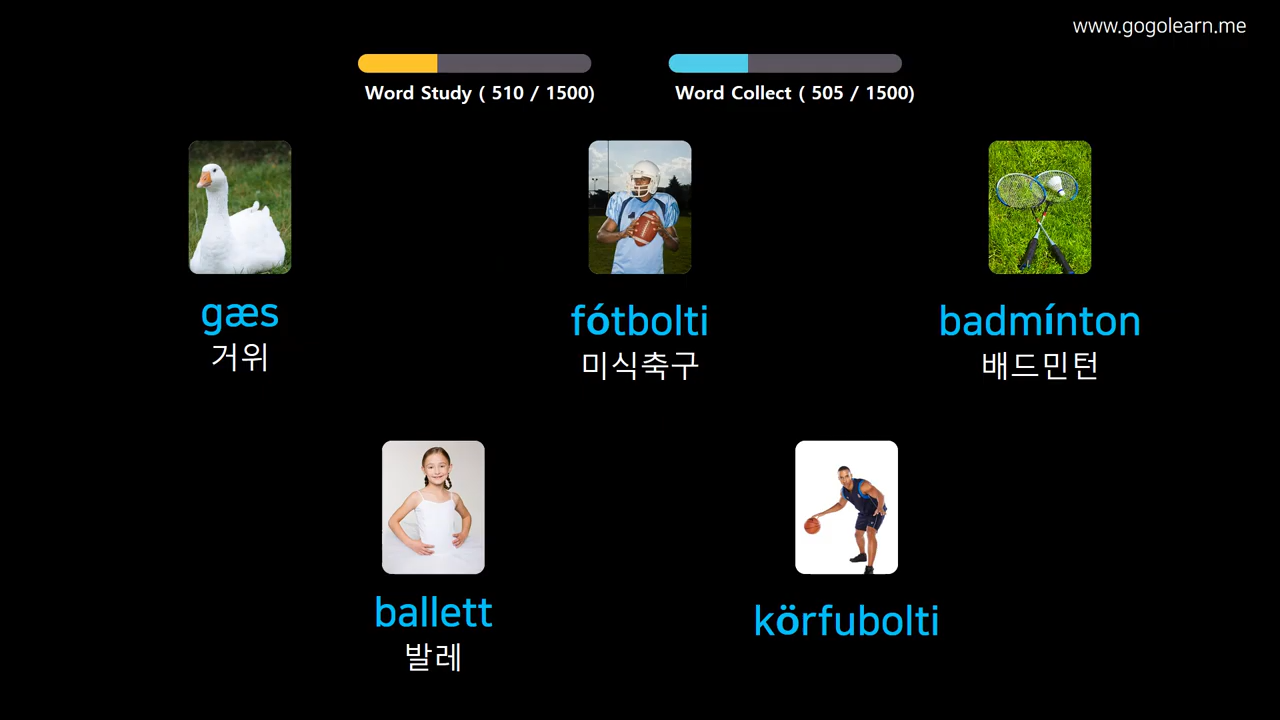 www.gogolearn.me
Word Study ( 510 / 1500)
Word Collect ( 505 / 1500)
gæs
거위
fótbolti
미식축구
badmínton
배드민턴
ballett
발레
körfubolti